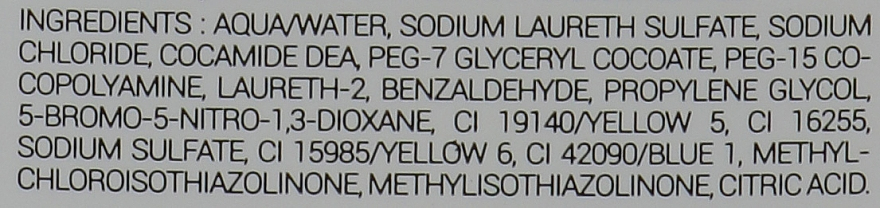 INGREDIENTS : AQUA/WATER, SODIUM LAURETH SULFATE, SODIUM
CHLORIDE, COCAMIDE DEA, PEG-7 GLYCERYL COCOATE, PEG-15 CO-
COPOLYAMINE, LAURETH-2, BENZALDEHYDE, PROPYLENE GLYCOL,
5-BROMO-5-NITRO-1,3-DIOXANE, CI 19140/YELLOW 5, CI 16255,
SODIUM SULFATE, CI 15985/YELLOW 6, CI 42090/BLUE 1, METHYL-
CHLOROISOTHIAZOLINONE, METHYLISOTHIAZOLINONE, CITRIC ACID.